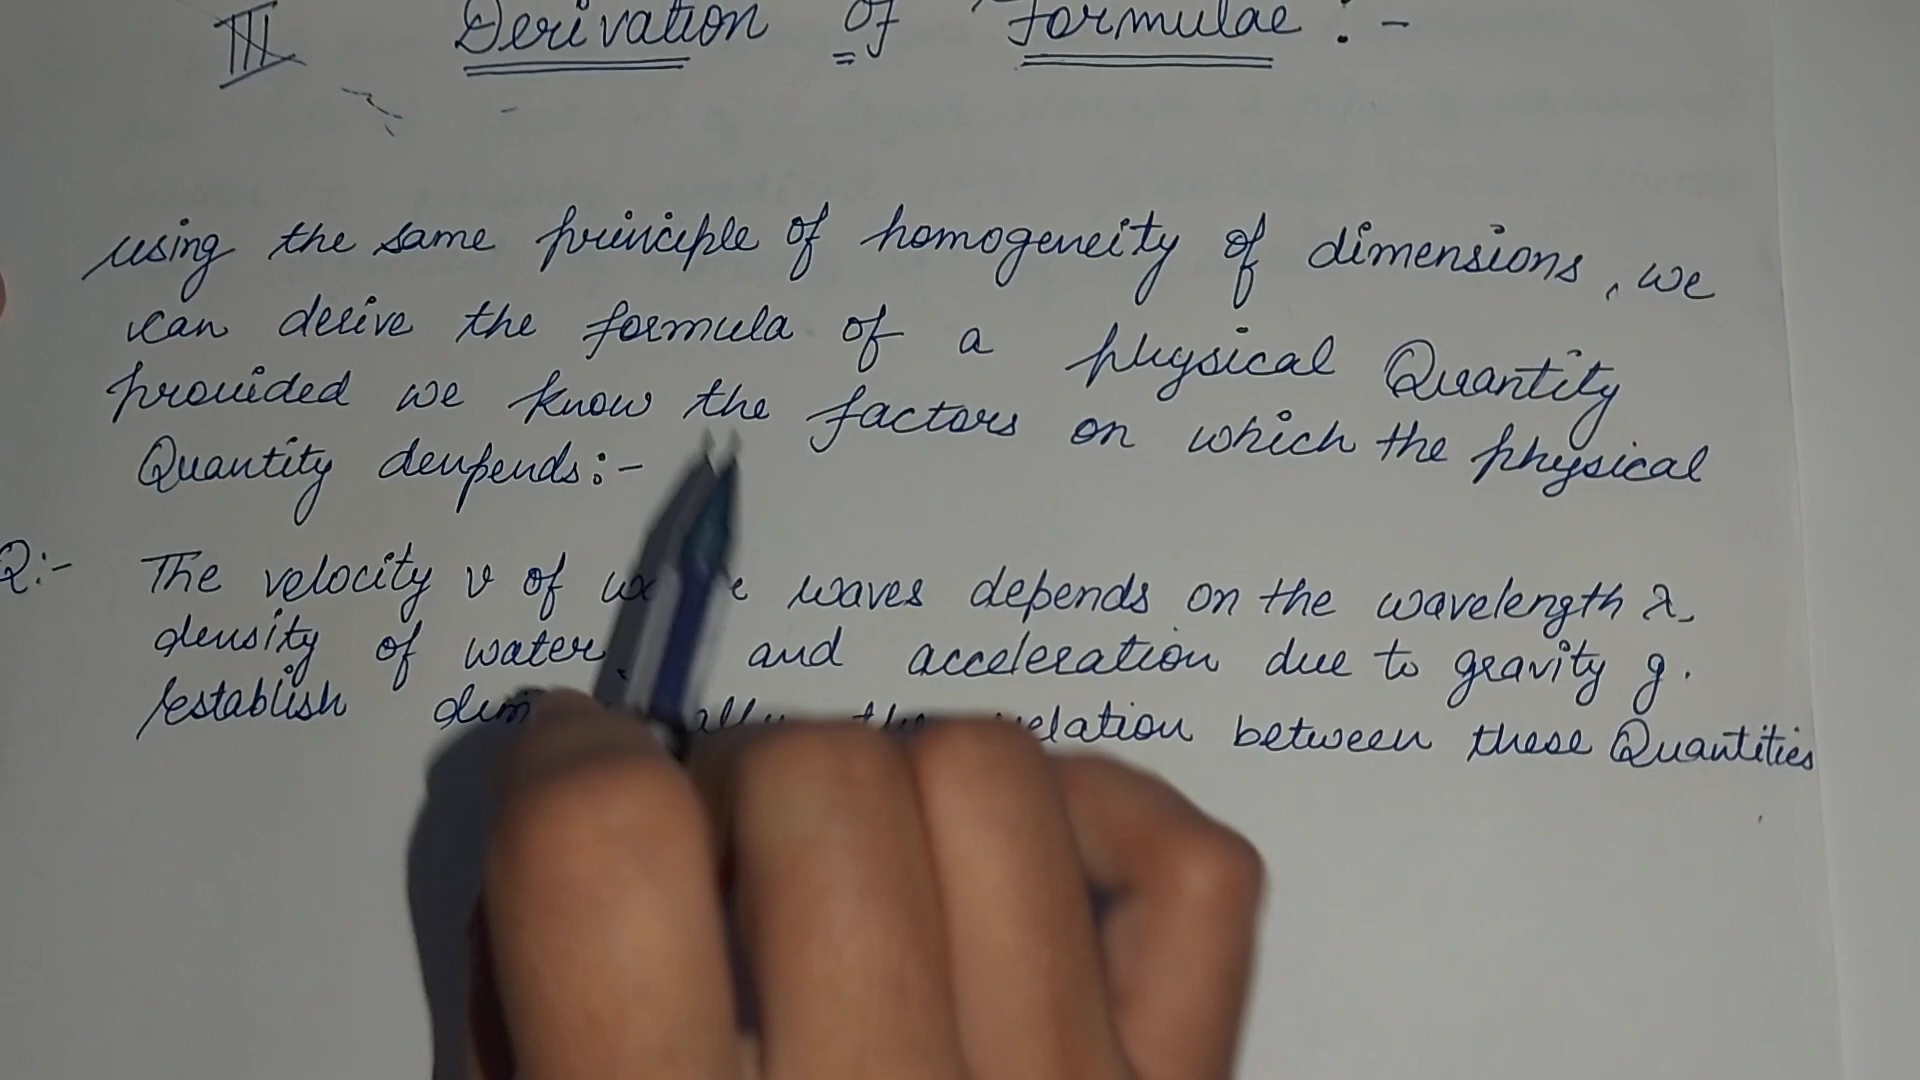 III Derivation of Formulae:-
using the same principle of homogeneity of dimensions, we
can derive the formula of a physical Quantity
provided we know the factors on which the physical
Quantity denpends:-
Q:- The velocity v of waves depends on the wavelength λ,
density of water and acceleration due to gravity g.
establish relation between these Quantities